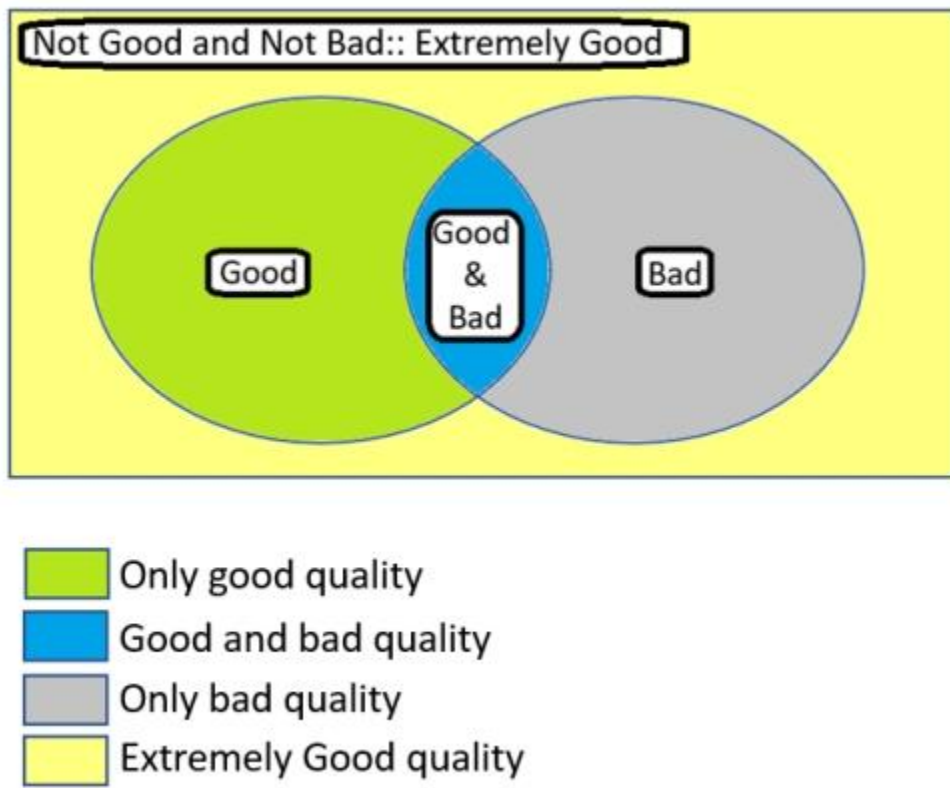 Not Good and Not Bad:: Extremely Good
Good
Good
&
Bad
Bad
Only good quality
Good and bad quality
Only bad quality
Extremely Good quality